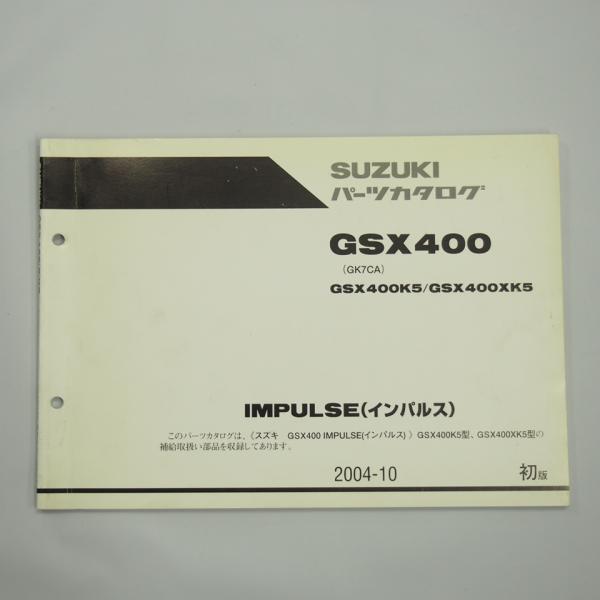 SUZUKI
パーツカタログ
GSX400
(GK7CA)
GSX400K5/GSX400XK5
IMPULSE(インパルス)
このパーツカタログは、《スズキ GSX400 IMPULSE(インパルス)》GSX400K5型、GSX400XK5型の
補給取扱い部品を収録してあります。
2004-10 初版